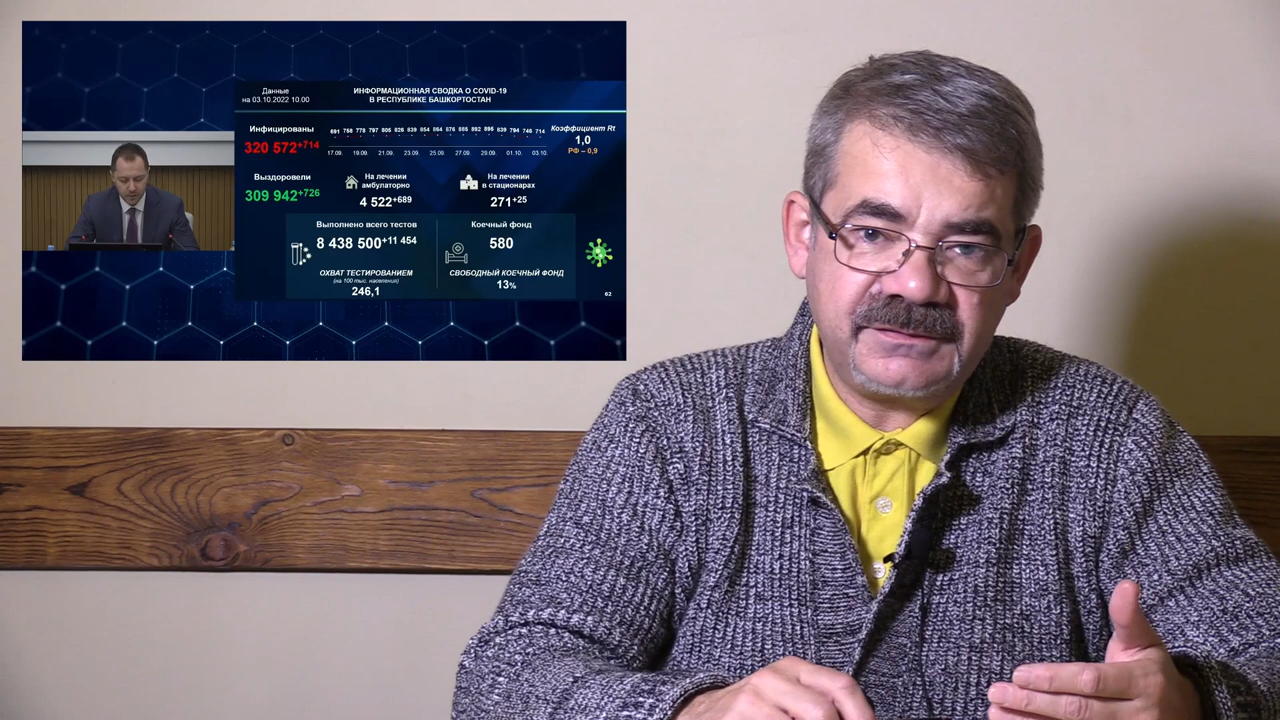 Данные
на 03.10.2022 10.00
ИНФОРМАЦИОННАЯ СВОДКА О COVID-19
В РЕСПУБЛИКЕ БАШКОРТОСТАН
Инфицированы
320 572+714
691 768 778 797 805 826 839 854 864 876 885 892 896 839 794 746 714
17.09. 19.09. 21.09. 23.09. 25.09. 27.09. 29.09. 01.10. 03.10.
Коэффициент Rt
1,0
РФ – 0,9
Выздоровели
309 942+726
На лечении
амбулаторно
4 522+689
На лечении
в стационарах
271+25
Выполнено всего тестов
8 438 500+11 454
ОХВАТ ТЕСТИРОВАНИЕМ
(на 100 тыс. населения)
246,1
Коечный фонд
580
СВОБОДНЫЙ КОЕЧНЫЙ ФОНД
13%
62